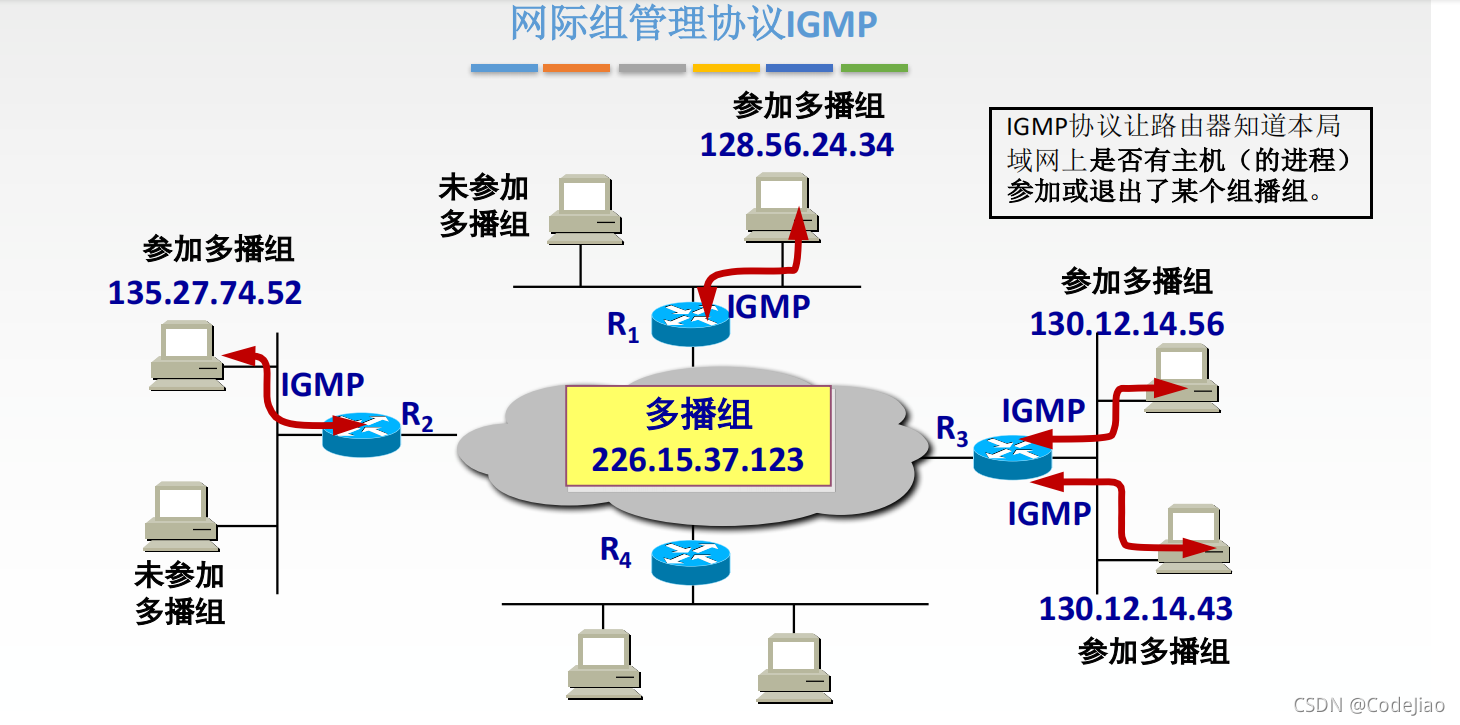 网际组管理协议IGMP
参加多播组
128.56.24.34
IGMP协议让路由器知道本局
域网上是否有主机（的进程）
参加或退出了某个组播组。
未参加
多播组
参加多播组
135.27.74.52
参加多播组
130.12.14.56
IGMP
R1
IGMP
R2
多播组
226.15.37.123
IGMP
R3
IGMP
R4
未参加
多播组
130.12.14.43
参加多播组
CSDN @CodeJiao